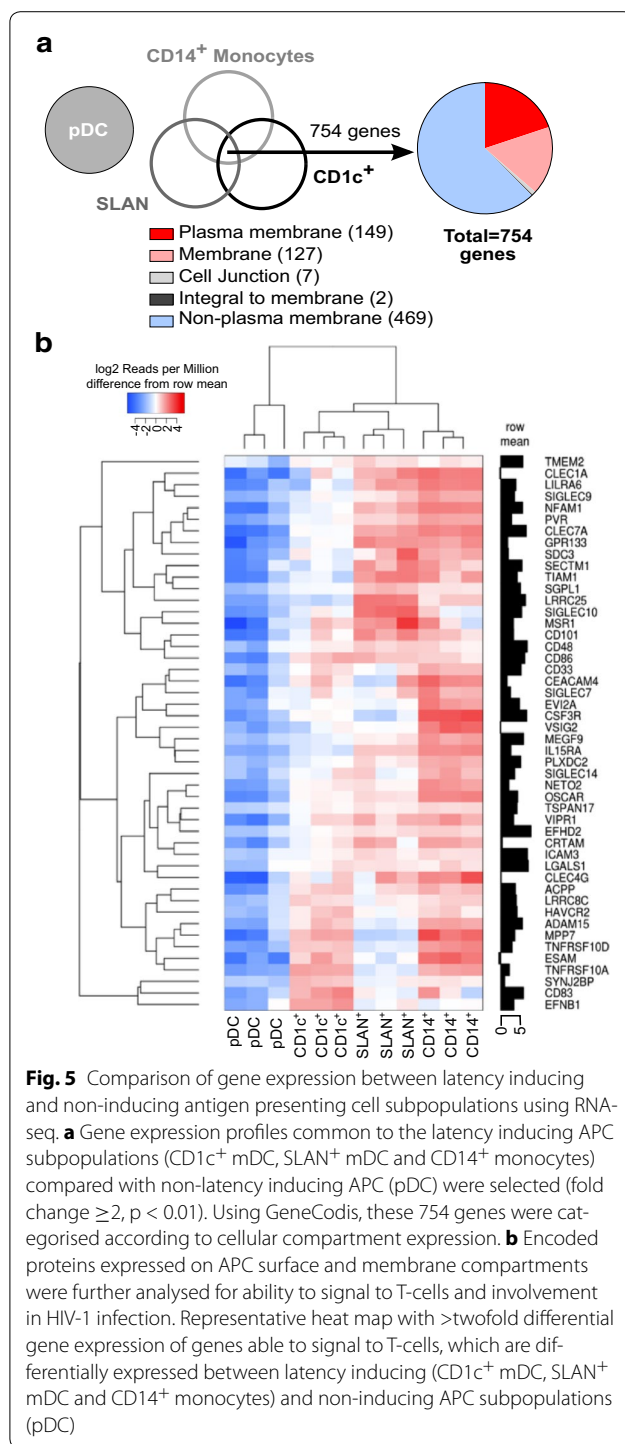 a
CD14+ Monocytes
pDC
754 genes
CD1c+
SLAN
Plasma membrane (149)
Membrane (127)
Cell Junction (7)
Integral to membrane (2)
Non-plasma membrane (469)
Total=754
genes
b
log2 Reads per Million
difference from row mean
-4 -2 0 2 4
row
mean
TMEM2
CLEC1A
LILRA6
SIGLEC9
NFAM1
PVR
CLEC7A
GPR133
SDC3
SECTM1
TIAM1
SGPL1
LRRC25
SIGLEC10
MSR1
CD101
CD48
CD86
CD33
CEACAM4
SIGLEC7
EVI2A
CSF3R
VSIG2
MEGF9
IL15RA
PLXDC2
SIGLEC14
NETO2
OSCAR
TSPAN17
VIPR1
EFHD2
CRTAM
ICAM3
LGALS1
CLEC4G
ACPP
LRRC8C
HAVCR2
ADAM15
MPP7
TNFRSF10D
ESAM
TNFRSF10A
SYNJ2BP
CD83
EFNB1
pDC
pDC
pDC
CD1c+
CD1c+
CD1c+
SLAN+
SLAN+
SLAN+
CD14+
CD14+
CD14+
0 5
Fig. 5 Comparison of gene expression between latency inducing
and non-inducing antigen presenting cell subpopulations using RNA-
seq. a Gene expression profiles common to the latency inducing APC
subpopulations (CD1c+ mDC, SLAN+ mDC and CD14+ monocytes)
compared with non-latency inducing APC (pDC) were selected (fold
change ≥2, p < 0.01). Using GeneCodis, these 754 genes were cat-
egorised according to cellular compartment expression. b Encoded
proteins expressed on APC surface and membrane compartments
were further analysed for ability to signal to T-cells and involvement
in HIV-1 infection. Representative heat map with >twofold differential
gene expression of genes able to signal to T-cells, which are dif-
ferentially expressed between latency inducing (CD1c+ mDC, SLAN+
mDC and CD14+ monocytes) and non-inducing APC subpopulations
(pDC)